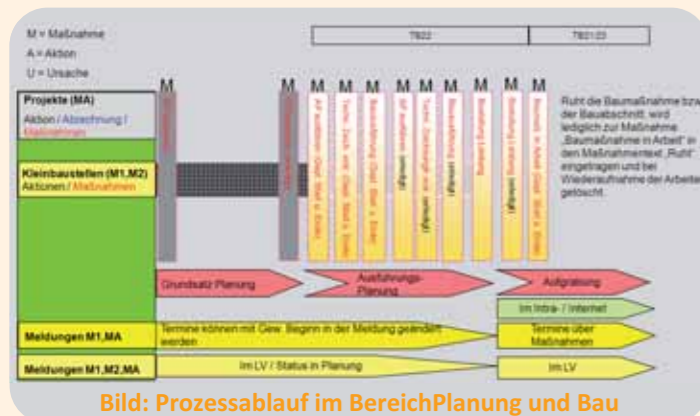 M = Maßnahme
A = Aktion
U = Ursache
TB22
TB21/23
M M M M M M M M M M M
Projekte (MA)
Aktion / Abrechnung /
Maßnahmen
Kleinbaustellen (M1,M2)
Aktionen / Maßnahmen
Ruht die Baumaßnahme bzw.
der Bauabschnitt, wird
lediglich zur Maßnahme
„Baumaßnahme in Arbeit" in
den Maßnahmentext „Ruht"
eingetragen und bei
Wiederaufnahme der Arbeiten
gelöscht.
Grundsatz Planung
Ausführungs-
Planung
Aufgrabung
Im Intra- / Internet
Meldungen M1,MA
Termine können mit Gew. Beginn in der Meldung geändert
werden
Termine über
Maßnahmen
Meldungen M1,M2,MA
Im LV / Status in Planung
Im LV
Bild: Prozessablauf im BereichPlanung und Bau